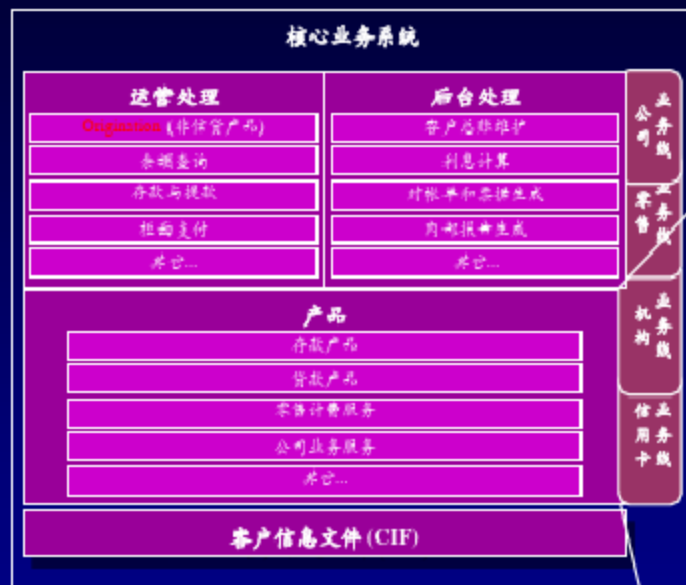 核心业务系统
运营处理
Origination (非信贷产品)
余额查询
存款与提款
柜面支付
其它...
后台处理
客户总账维护
利息计算
对帐单和票据生成
内部报告生成
其它...
产品
存款产品
贷款产品
零售计费服务
公司业务服务
其它...
客户信息文件 (CIF)
公司业务线
零售业务线
机构业务线
信用卡业务线